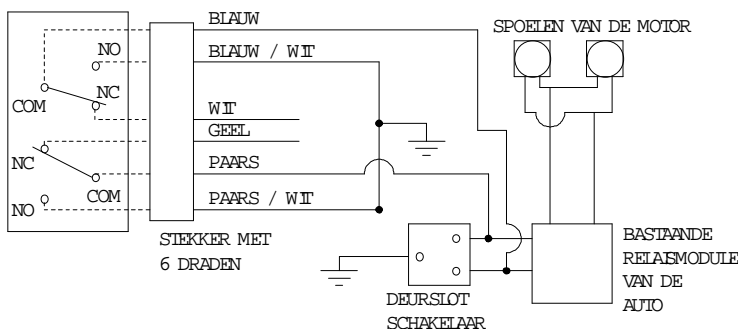 BLAUW
SPOELEN VAN DE MOTOR
NO
BLAUW / WIT
COM
NC
WIT
GEEL
NC
PAARS
COM
NO
PAARS / WIT
STEKKER MET
6 DRADEN
BASTAANDE
RELAISMODULE
VAN DE
AUTO
DEURSLOT
SCHAKELAAR